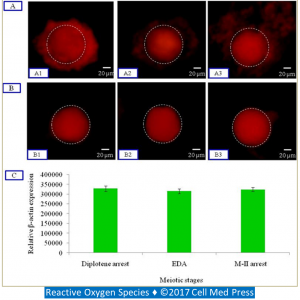 A
A1
20 µm
A2
20 µm
A3
20 µm
B
B1
20 µm
B2
20 µm
B3
20 µm
C
Relative β-actin expression
400000
350000
300000
250000
200000
150000
100000
50000
0
Diplotene arrest
EDA
M-II arrest
Meiotic stages
Reactive Oxygen Species ♦ ©2017 Cell Med Press